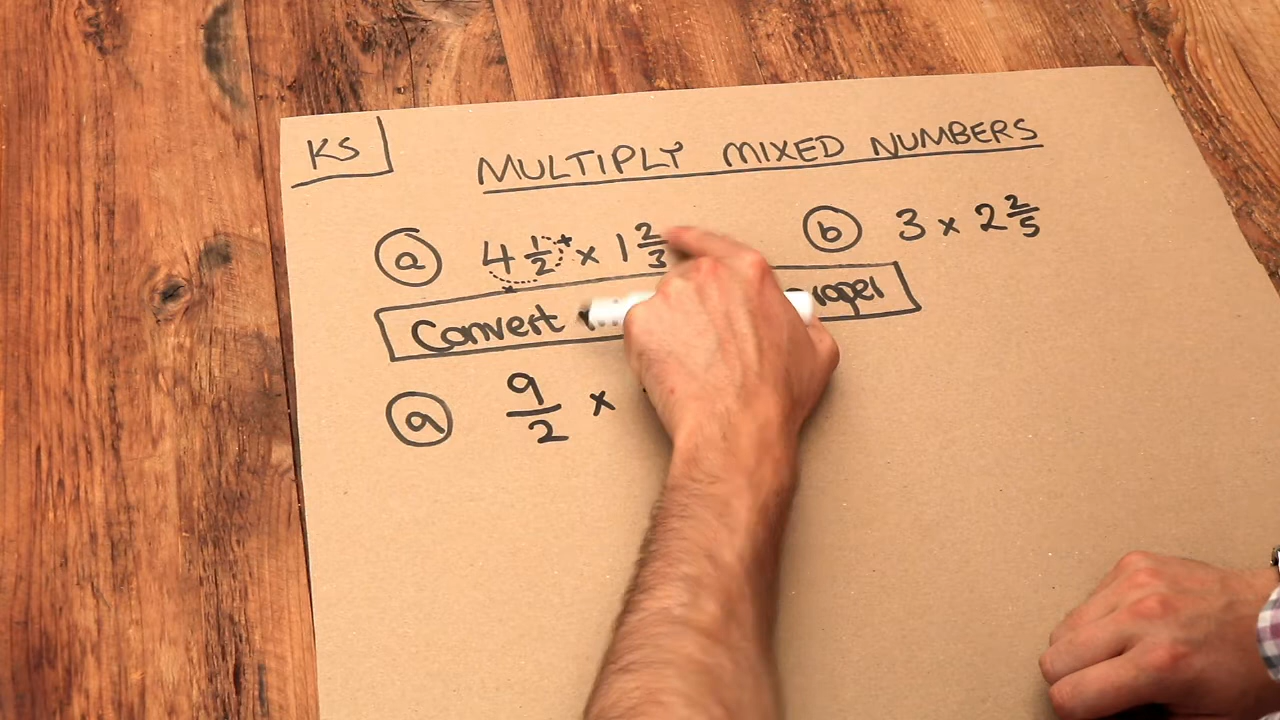 KS
MULTIPLY MIXED NUMBERS
a 4 1/2 × 1 2/3
b 3 × 2 2/5
Convert
a 9/2 ×